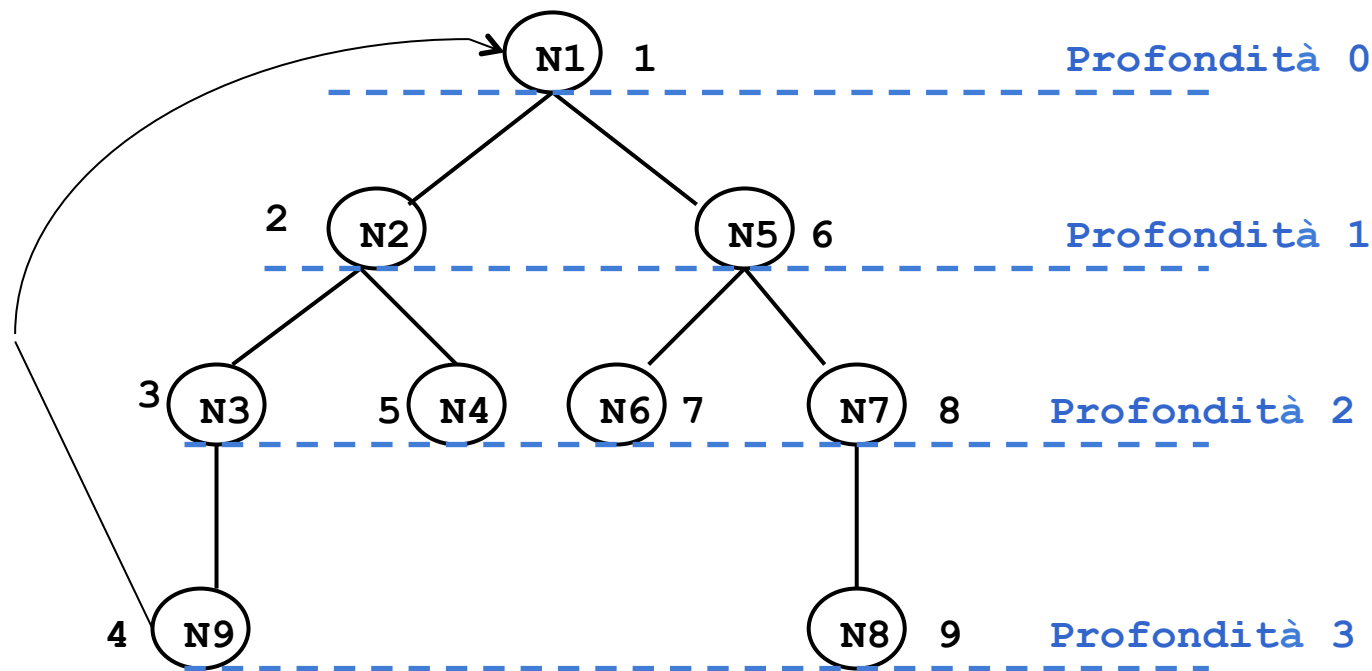 N1 1 Profondità 0
2 N2 N5 6 Profondità 1
3 N3 5 N4 N6 7 N7 8 Profondità 2
4 N9 N8 9 Profondità 3